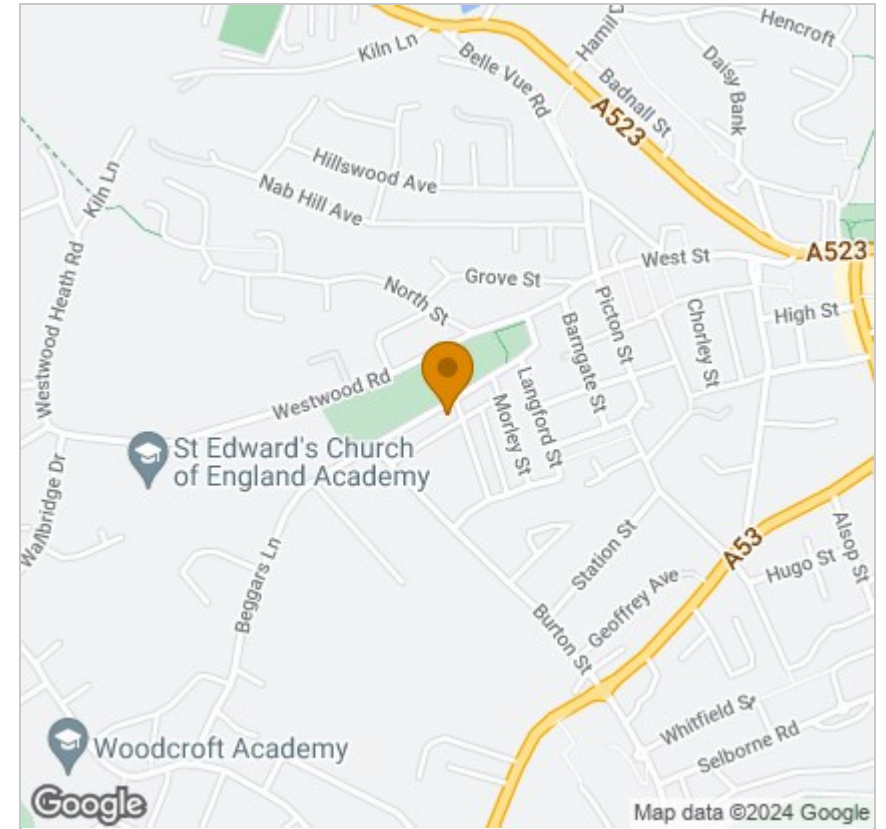 Hencroft
Kiln Ln
Belle Vue Rd
Hamil D
Daisy Bank
Badnall St
A523
Hillswood Ave
Nab Hill Ave
Kiln Ln
A523
West St
Grove St
North St
Picton St
High St
Chorley St
Barngate St
Westwood Heath Rd
Westwood Rd
Langford St
Morley St
St Edward's Church
of England Academy
Wallbridge Dr
Alsop St
A53
Station St
Hugo St
Beggars Ln
Geoffrey Ave
Burton St
Whitfield St
Selborne Rd
Woodcroft Academy
Google
Map data ©2024 Google